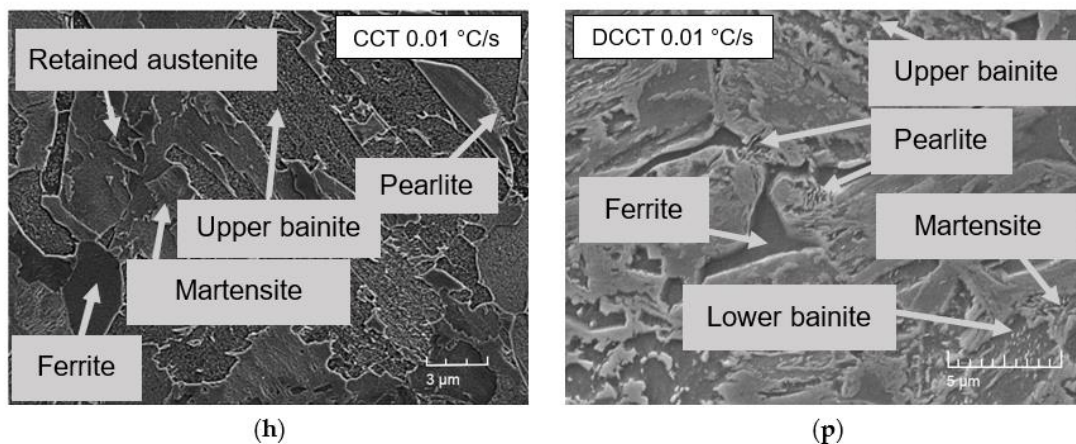 CCT 0.01 °C/s
Retained austenite
Pearlite
Upper bainite
Martensite
Ferrite
3 μm
(h)
DCCT 0.01 °C/s
Upper bainite
Pearlite
Ferrite
Martensite
Lower bainite
5 μm
(p)